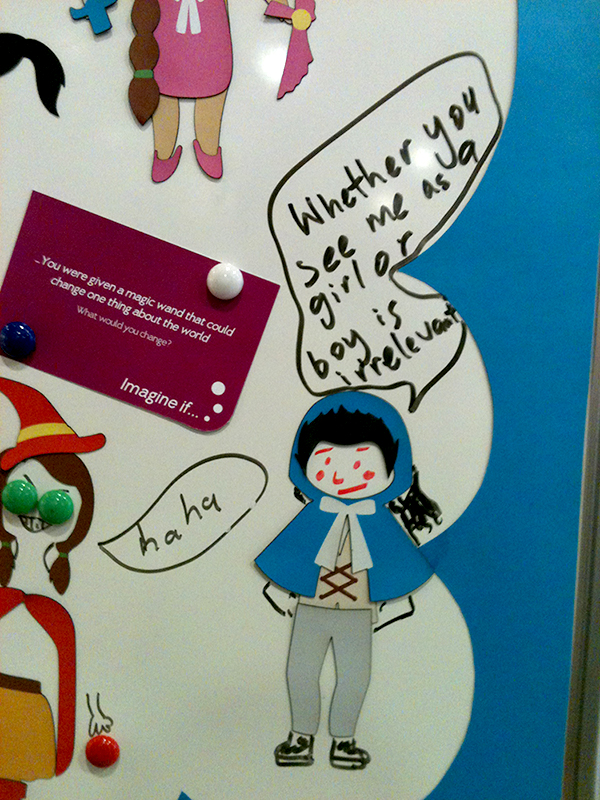 Whether you
see me as a
girl or
boy is
irrelevant
...You were given a magic wand that could
change one thing about the world
What would you change?
Imagine if...
haha